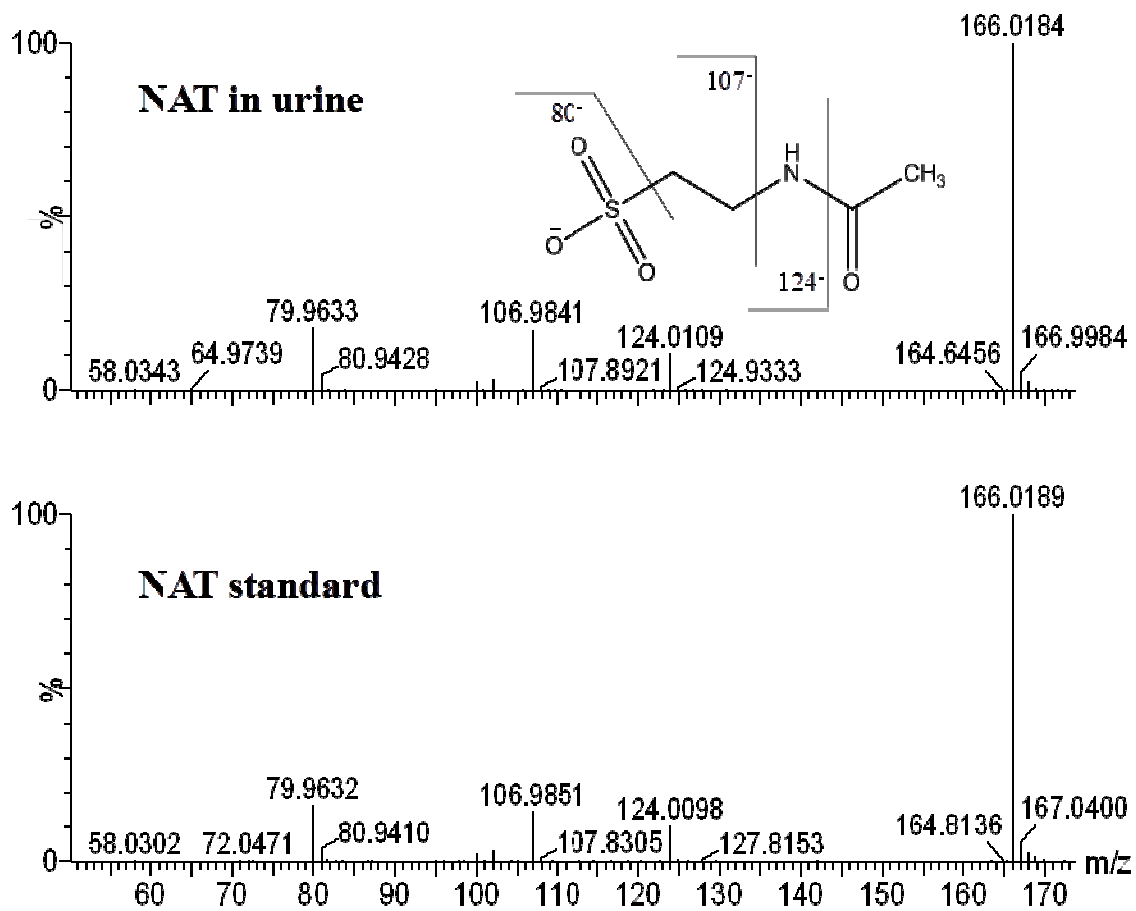 166.0184
100
NAT in urine
107-
80-
H
O
N
CH3
%
S
O
-
O
124-
O
79.9633
106.9841
124.0109
166.9984
64.9739
80.9428
164.6456
58.0343
107.8921
124.9333
0
166.0189
100
NAT standard
%
79.9632
106.9851
124.0098
167.0400
80.9410
164.8136
58.0302
72.0471
107.8305
127.8153
0
m/z
60 70 80 90 100 110 120 130 140 150 160 170